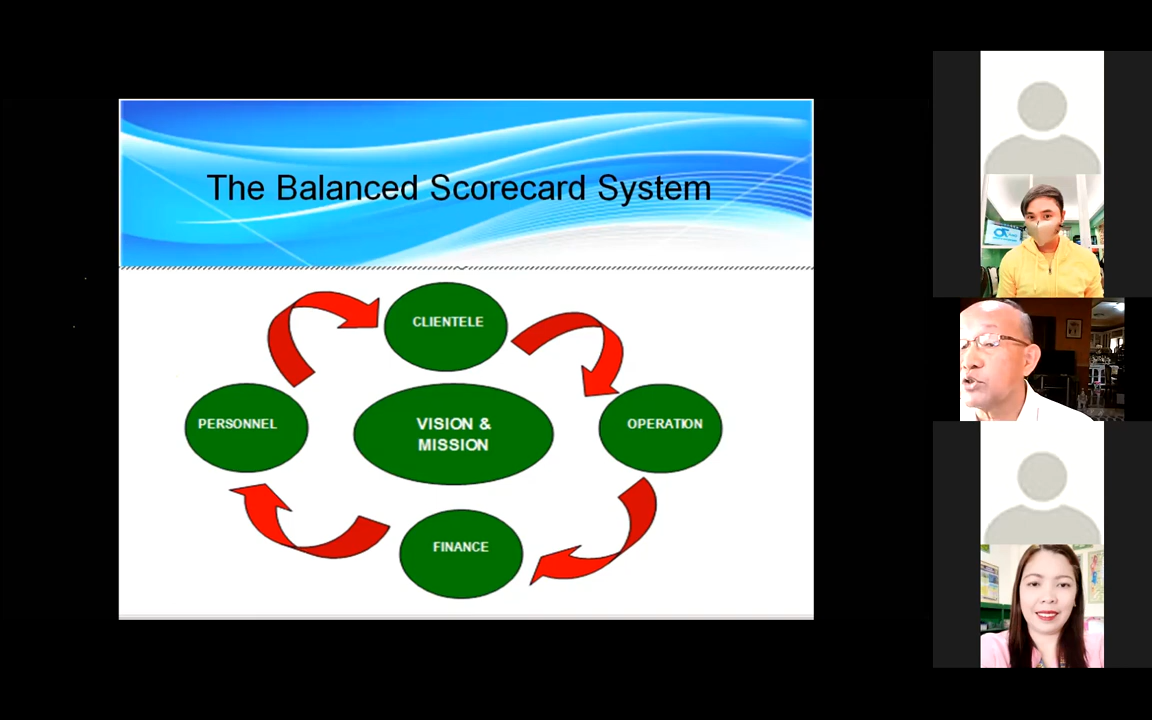 The Balanced Scorecard System
CLIENTELE
PERSONNEL
VISION &
MISSION
OPERATION
FINANCE